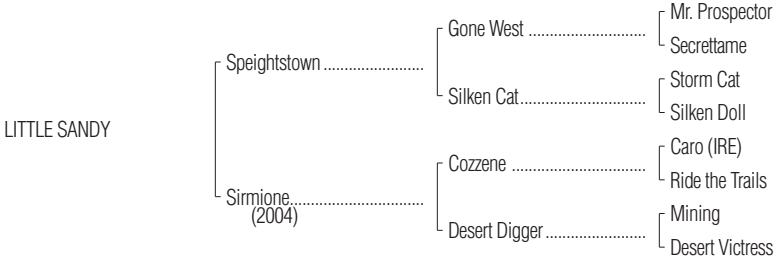 Mr. Prospector
Gone West ..............................
Secrettame
Speightstown .........................
Storm Cat
Silken Cat................................
Silken Doll
LITTLE SANDY
Caro (IRE)
Cozzene ................................
Ride the Trails
Sirmione.................................
(2004)
Mining
Desert Digger .........................
Desert Victress